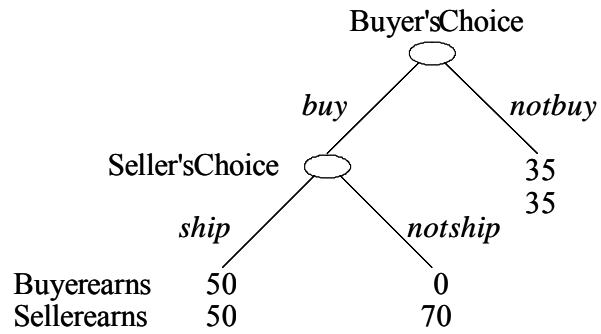 Buyer'sChoice
buy
notbuy
Seller'sChoice
35
35
ship
notship
Buyerearns 50 0
Sellerearns 50 70